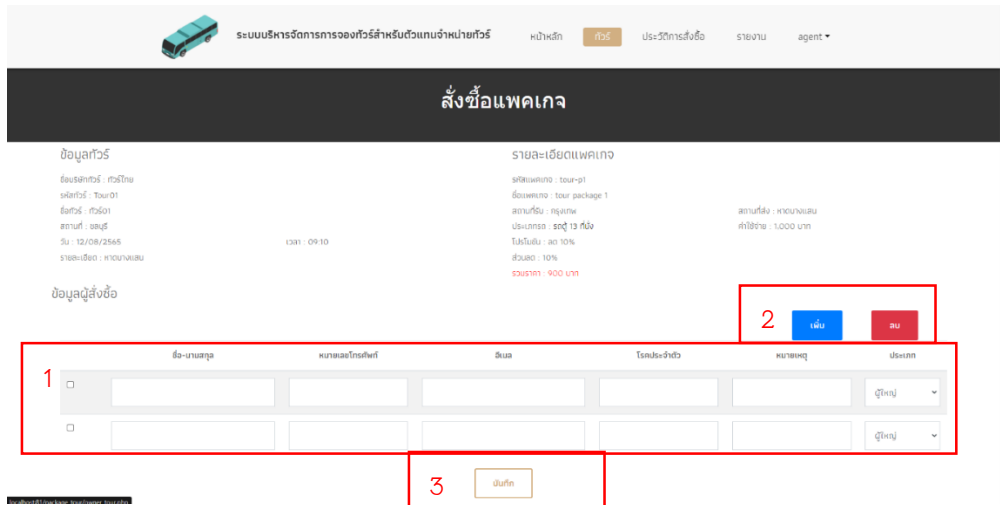 ระบบบริหารจัดการการจองทัวร์สำหรับตัวแทนจำหน่ายทัวร์ หน้าหลัก ทัวร์ ประวัติการสั่งซื้อ รายงาน agent
สั่งซื้อแพคเกจ
ข้อมูลทัวร์ รายละเอียดแพคเกจ
ชื่อบริษัททัวร์ : ทัวร์ไทย รหัสแพคเกจ : tour-p1
รหัสทัวร์ : Tour01 ชื่อแพคเกจ : tour package 1
ชื่อทัวร์ : ทัวร์01 สถานที่รับ : กรุงเทพ สถานที่ส่ง : หาดบางแสน
สถานที่ : ชลบุรี ประเภทรถ : รถตู้ 13 ที่นั่ง ค่าใช้จ่าย : 1,000 บาท
วัน : 12/08/2565 เวลา : 09:10 โปรโมชั่น : ลด 10%
รายละเอียด : หาดบางแสน ส่วนลด : 10%
รวมราคา : 900 บาท
ข้อมูลผู้สั่งซื้อ
2 เพิ่ม ลบ
ชื่อ-นามสกุล หมายเลขโทรศัพท์ อีเมล โรคประจำตัว หมายเหตุ ประเภท
1 ผู้ใหญ่
ผู้ใหญ่
3 บันทึก
localhost81/package_tour/owner_tour.php